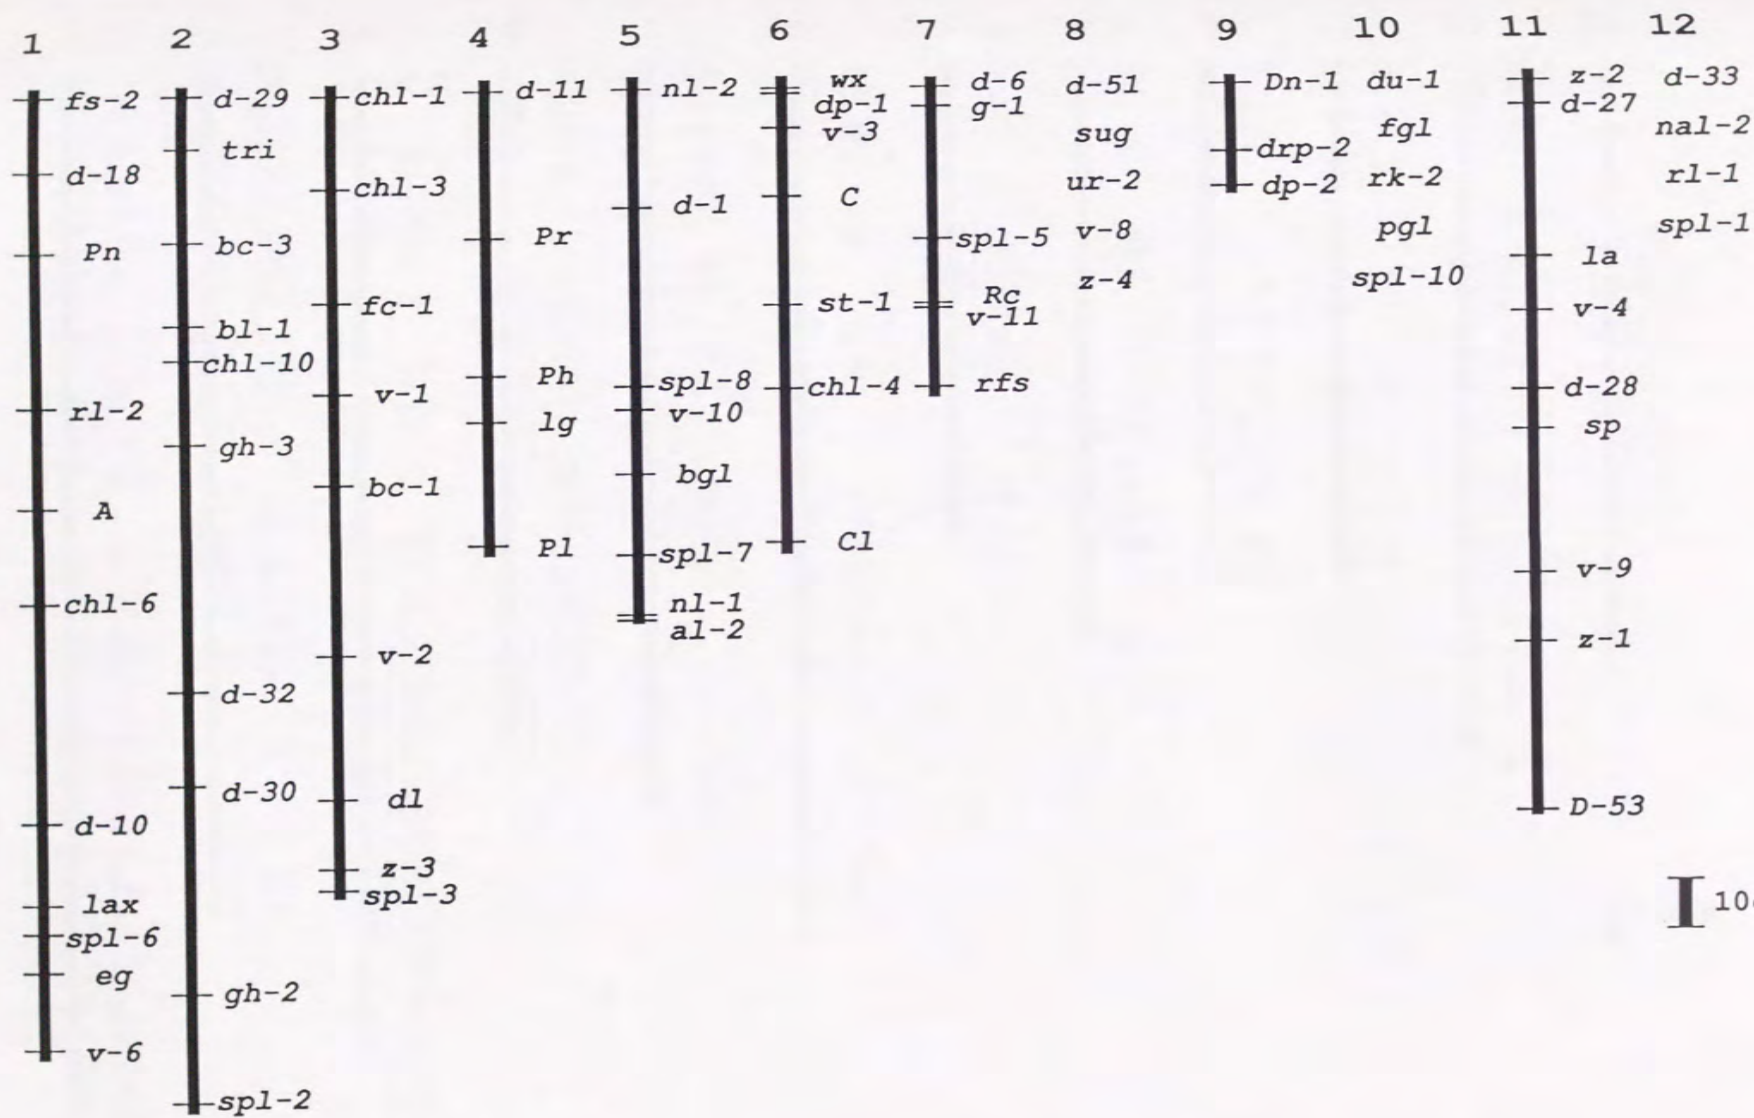 1 2 3 4 5 6 7 8 9 10 11 12
fs-2
d-18
Pn
rl-2
A
chl-6
d-10
lax
spl-6
eg
v-6
d-29
tri
bc-3
bl-1
chl-10
gh-3
d-32
d-30
gh-2
spl-2
chl-1
chl-3
fc-1
v-1
bc-1
v-2
dl
z-3
spl-3
d-11
Pr
Ph
lg
Pl
nl-2
d-1
spl-8
v-10
bgl
spl-7
nl-1
al-2
wx
dp-1
v-3
C
st-1
chl-4
Cl
d-6
g-1
spl-5
Rc
v-11
rfs
d-51
sug
ur-2
v-8
z-4
Dn-1
drp-2
dp-2
du-1
fgl
rk-2
pgl
spl-10
z-2
d-27
la
v-4
d-28
sp
v-9
z-1
D-53
d-33
nal-2
rl-1
spl-1
10